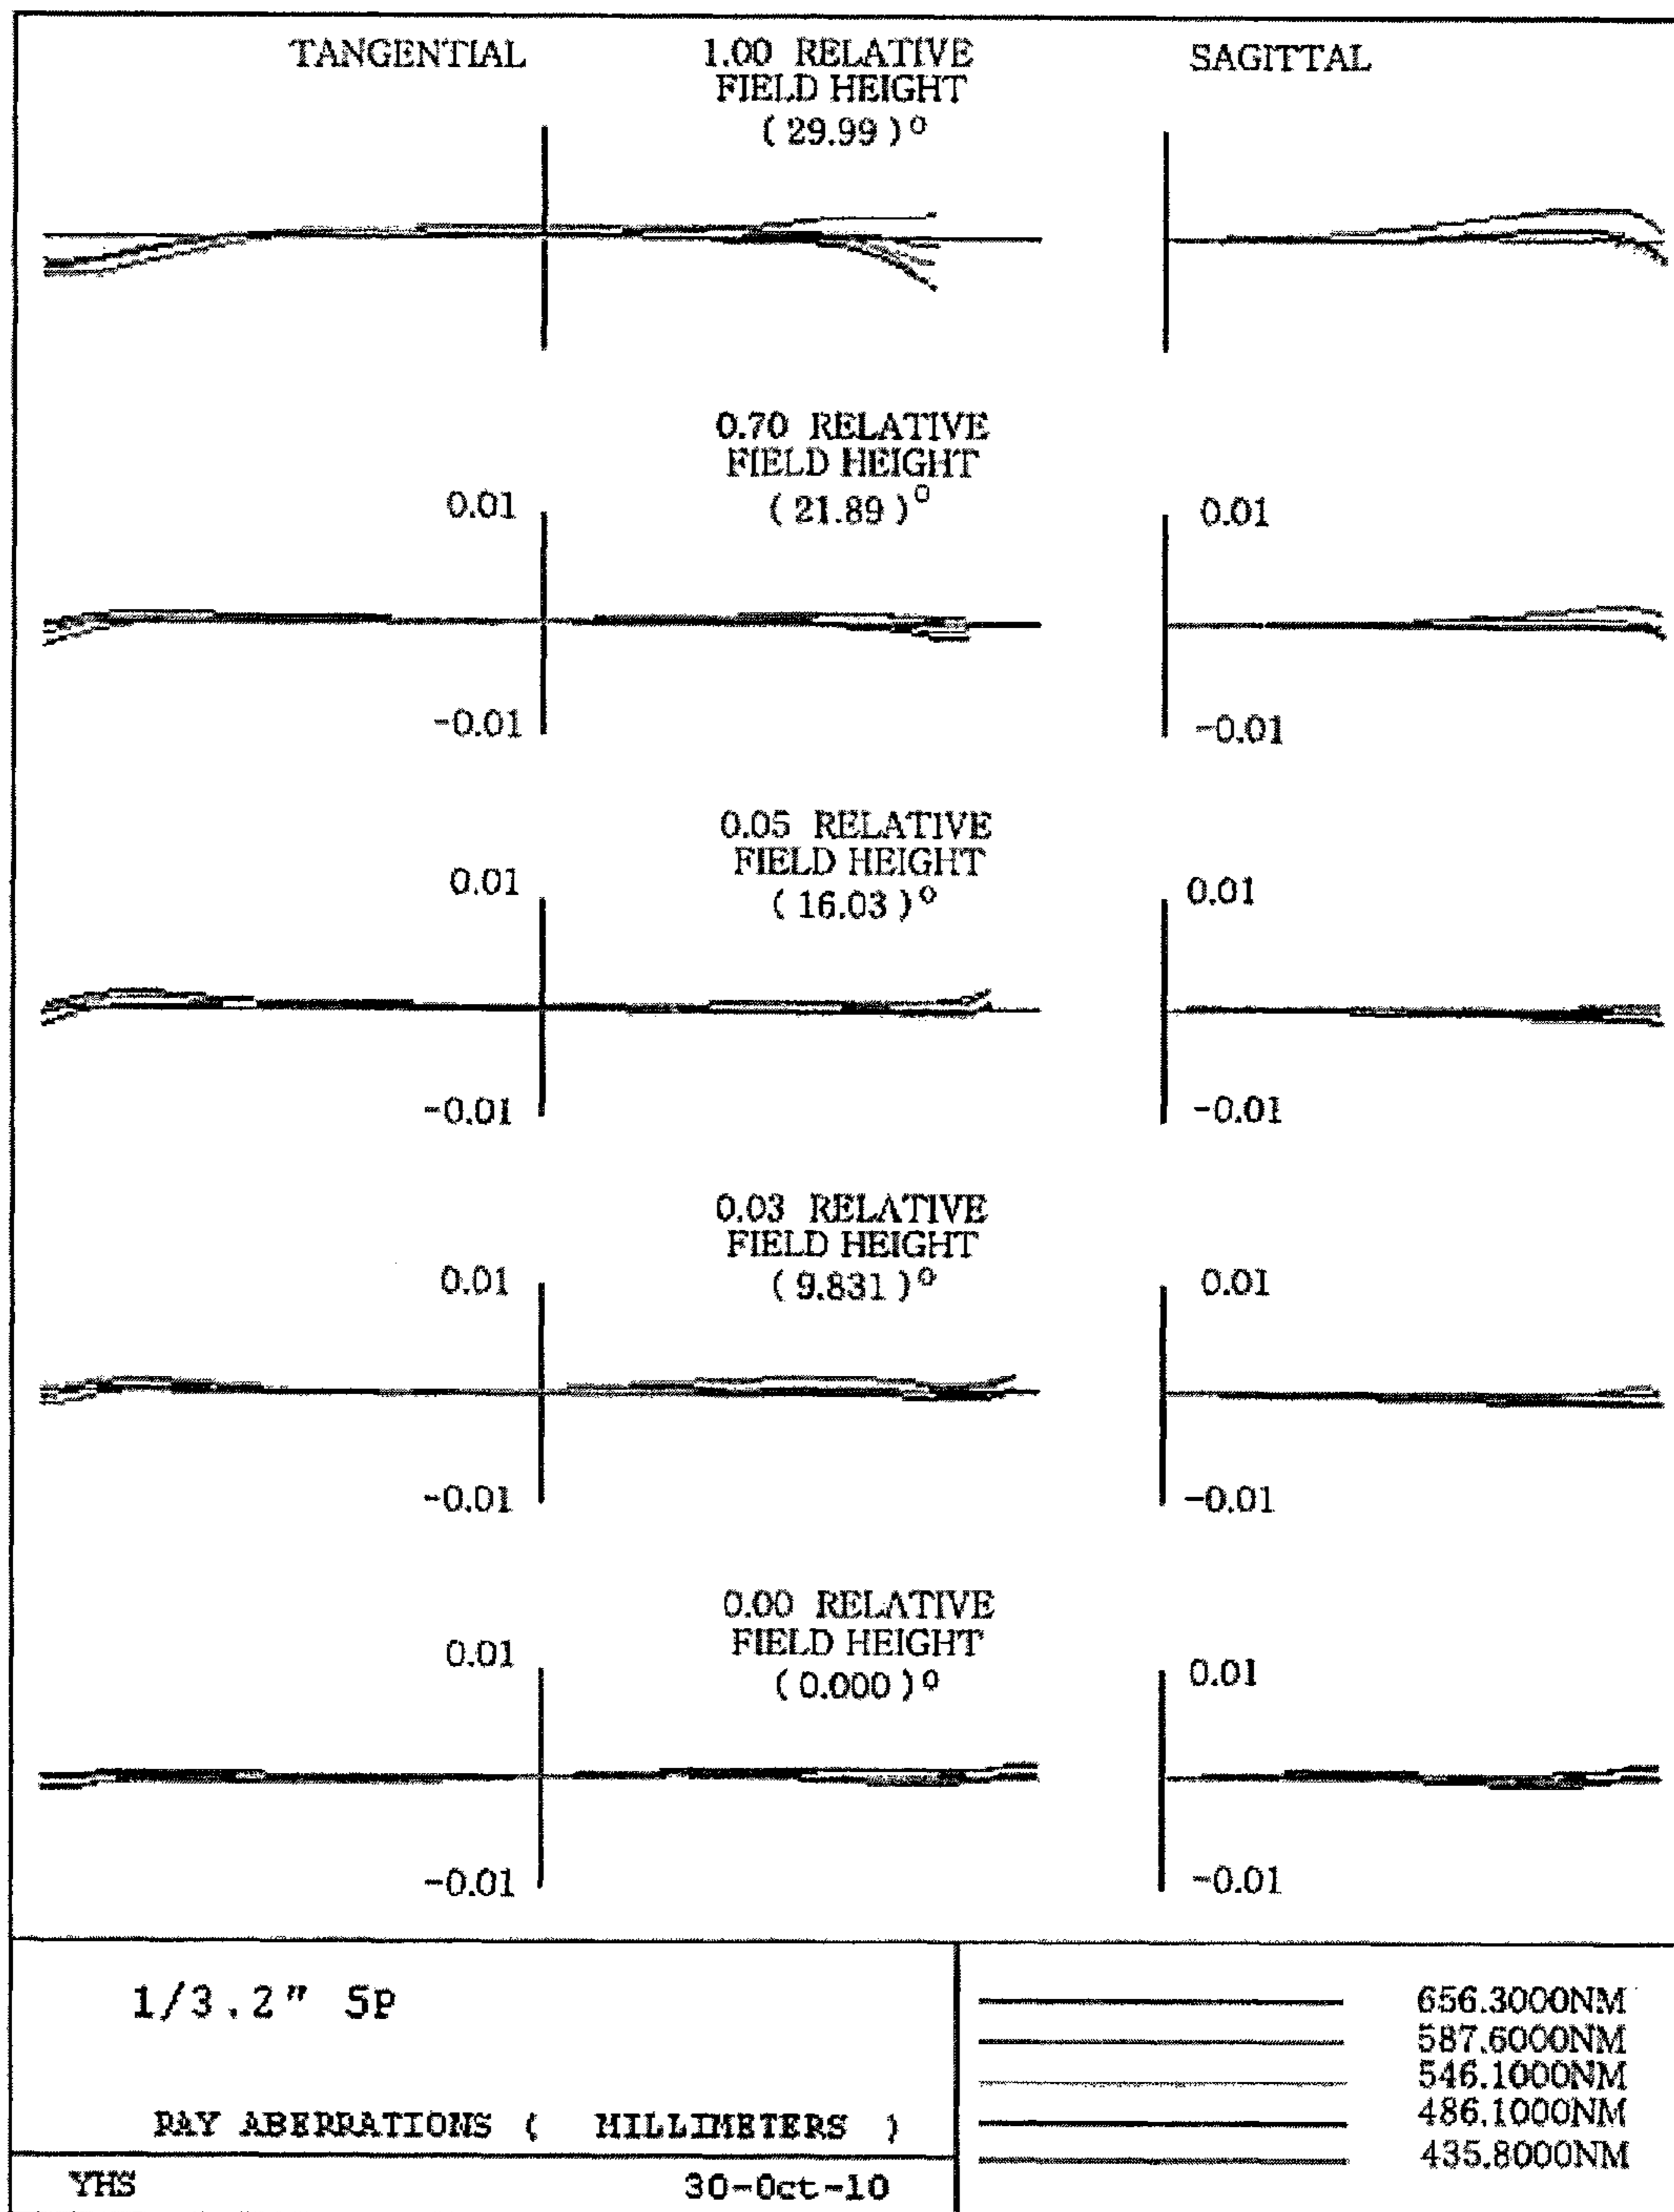 TANGENTIAL
1.00 RELATIVE
FIELD HEIGHT
( 29.99 )º
SAGITTAL
0.70 RELATIVE
FIELD HEIGHT
( 21.89 )º
0.01
0.01
-0.01
-0.01
0.05 RELATIVE
FIELD HEIGHT
( 16.03 )º
0.01
0.01
-0.01
-0.01
0.03 RELATIVE
FIELD HEIGHT
( 9.831 )º
0.01
0.01
-0.01
-0.01
0.00 RELATIVE
FIELD HEIGHT
( 0.000 )º
0.01
0.01
-0.01
-0.01
1/3.2" 5P
RAY ABERRATIONS ( MILLIMETERS )
YHS 30-Oct-10
656.3000NM
587.6000NM
546.1000NM
486.1000NM
435.8000NM